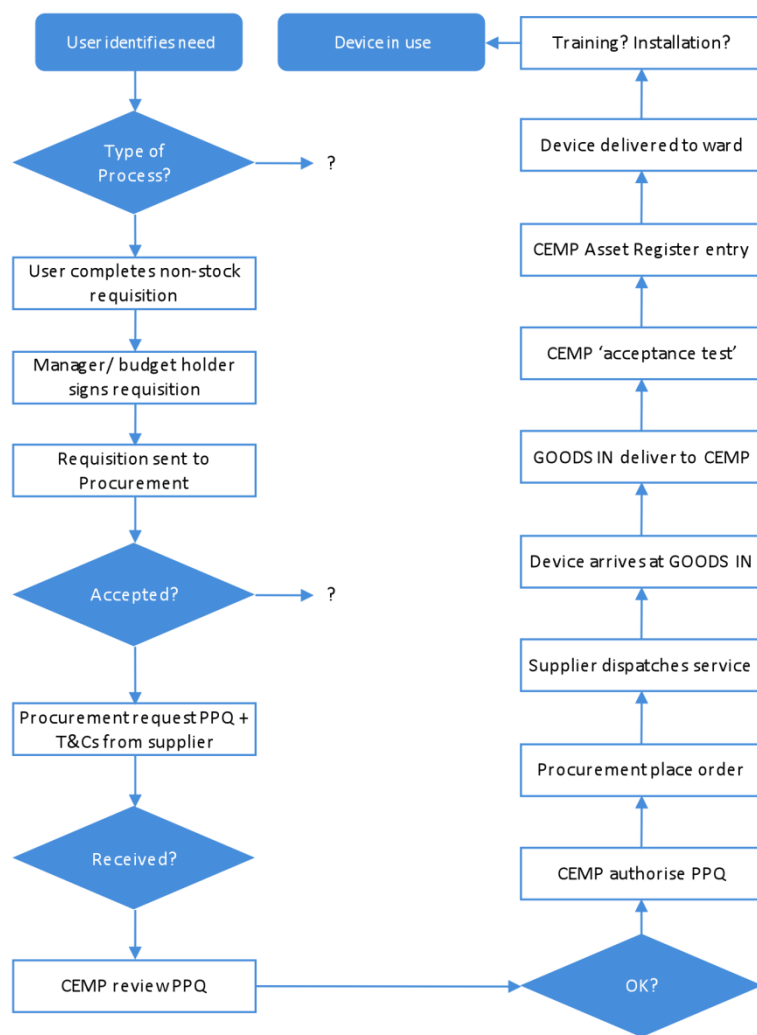 User identifies need
Type of
Process?
?
User completes non-stock
requisition
Manager/ budget holder
signs requisition
Requisition sent to
Procurement
Accepted?
?
Procurement request PPQ +
T&Cs from supplier
Received?
CEMP review PPQ
OK?
CEMP authorise PPQ
Procurement place order
Supplier dispatches service
Device arrives at GOODS IN
GOODS IN deliver to CEMP
CEMP ‘acceptance test’
CEMP Asset Register entry
Device delivered to ward
Training? Installation?
Device in use